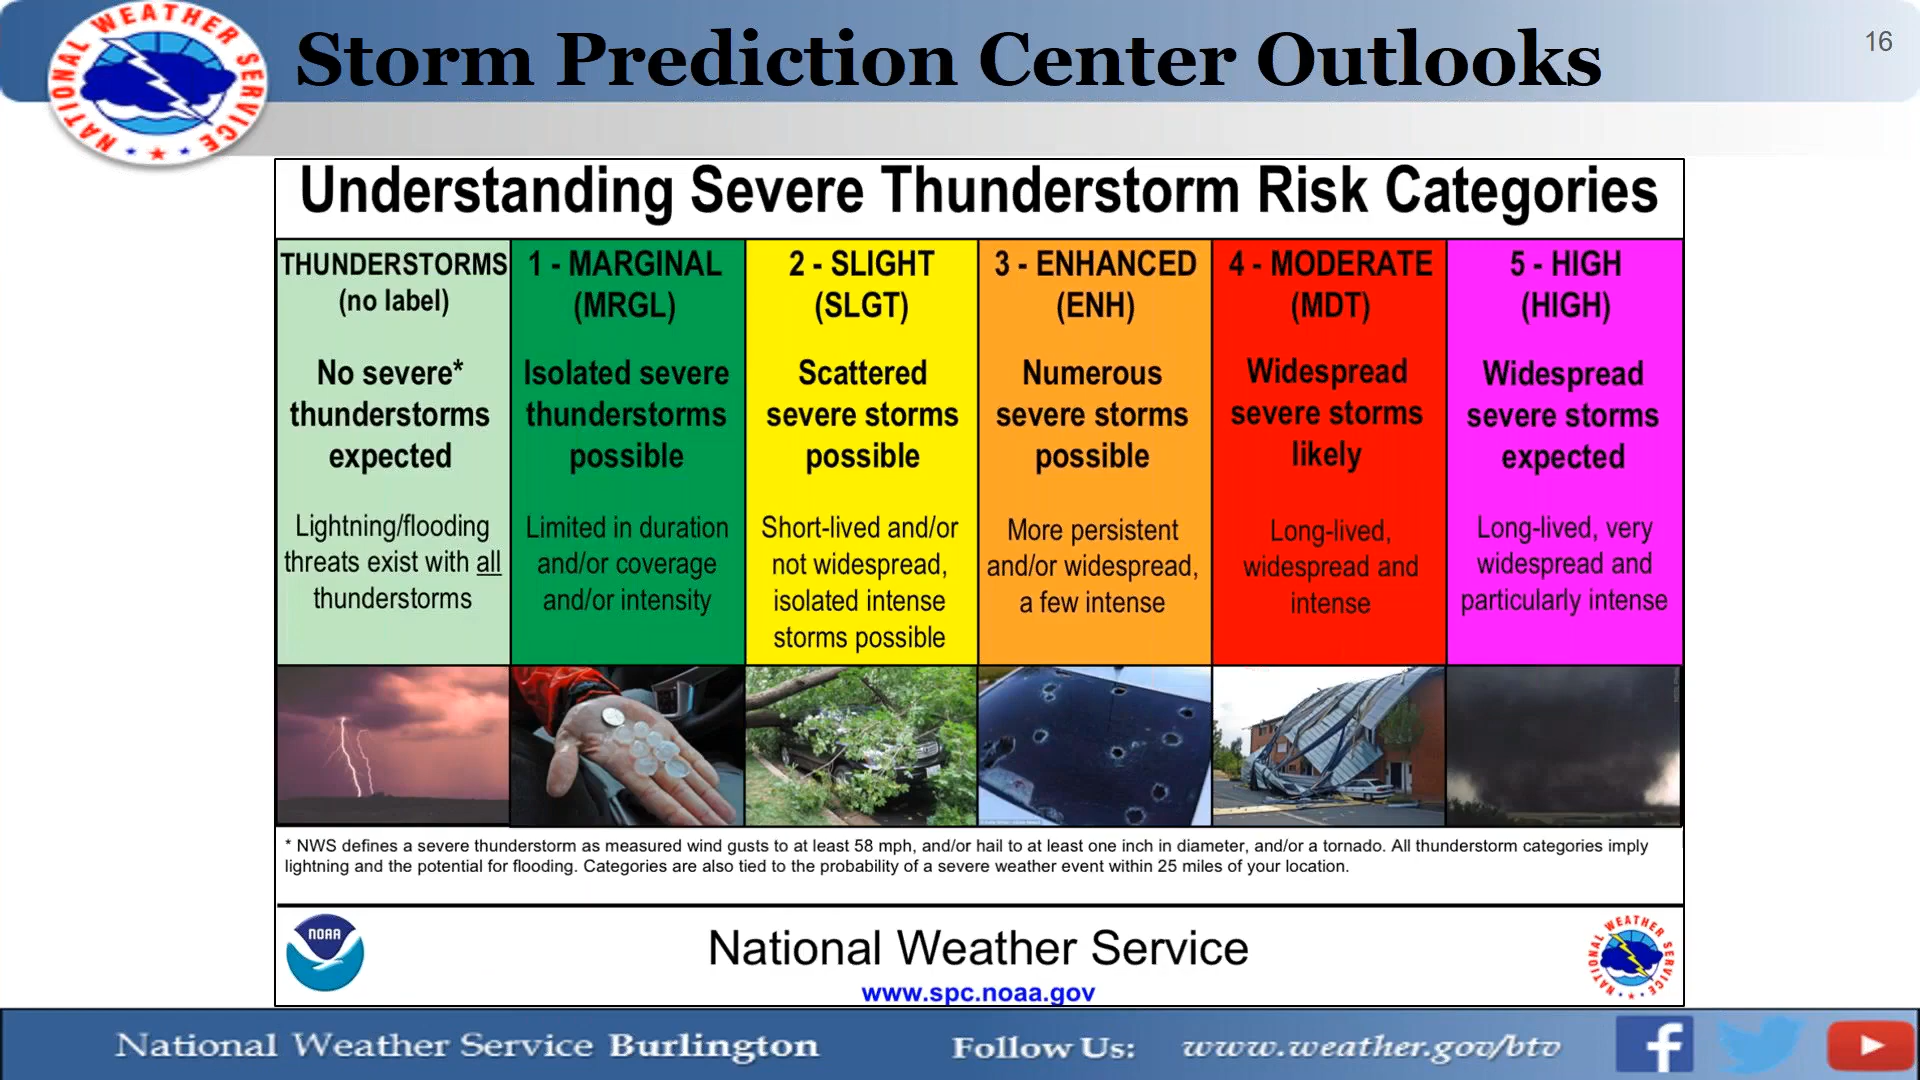 NATIONAL WEATHER SERVICE
Storm Prediction Center Outlooks
16
Understanding Severe Thunderstorm Risk Categories
THUNDERSTORMS
(no label)
No severe*
thunderstorms
expected
Lightning/flooding
threats exist with all
thunderstorms
1 - MARGINAL
(MRGL)
Isolated severe
thunderstorms
possible
Limited in duration
and/or coverage
and/or intensity
2 - SLIGHT
(SLGT)
Scattered
severe storms
possible
Short-lived and/or
not widespread,
isolated intense
storms possible
3 - ENHANCED
(ENH)
Numerous
severe storms
possible
More persistent
and/or widespread,
a few intense
4 - MODERATE
(MDT)
Widespread
severe storms
likely
Long-lived,
widespread and
intense
5 - HIGH
(HIGH)
Widespread
severe storms
expected
Long-lived, very
widespread and
particularly intense
* NWS defines a severe thunderstorm as measured wind gusts to at least 58 mph, and/or hail to at least one inch in diameter, and/or a tornado. All thunderstorm categories imply
lightning and the potential for flooding. Categories are also tied to the probability of a severe weather event within 25 miles of your location.
NOAA
National Weather Service
www.spc.noaa.gov
NATIONAL WEATHER SERVICE
National Weather Service Burlington
Follow Us:
www.weather.gov/btv
f